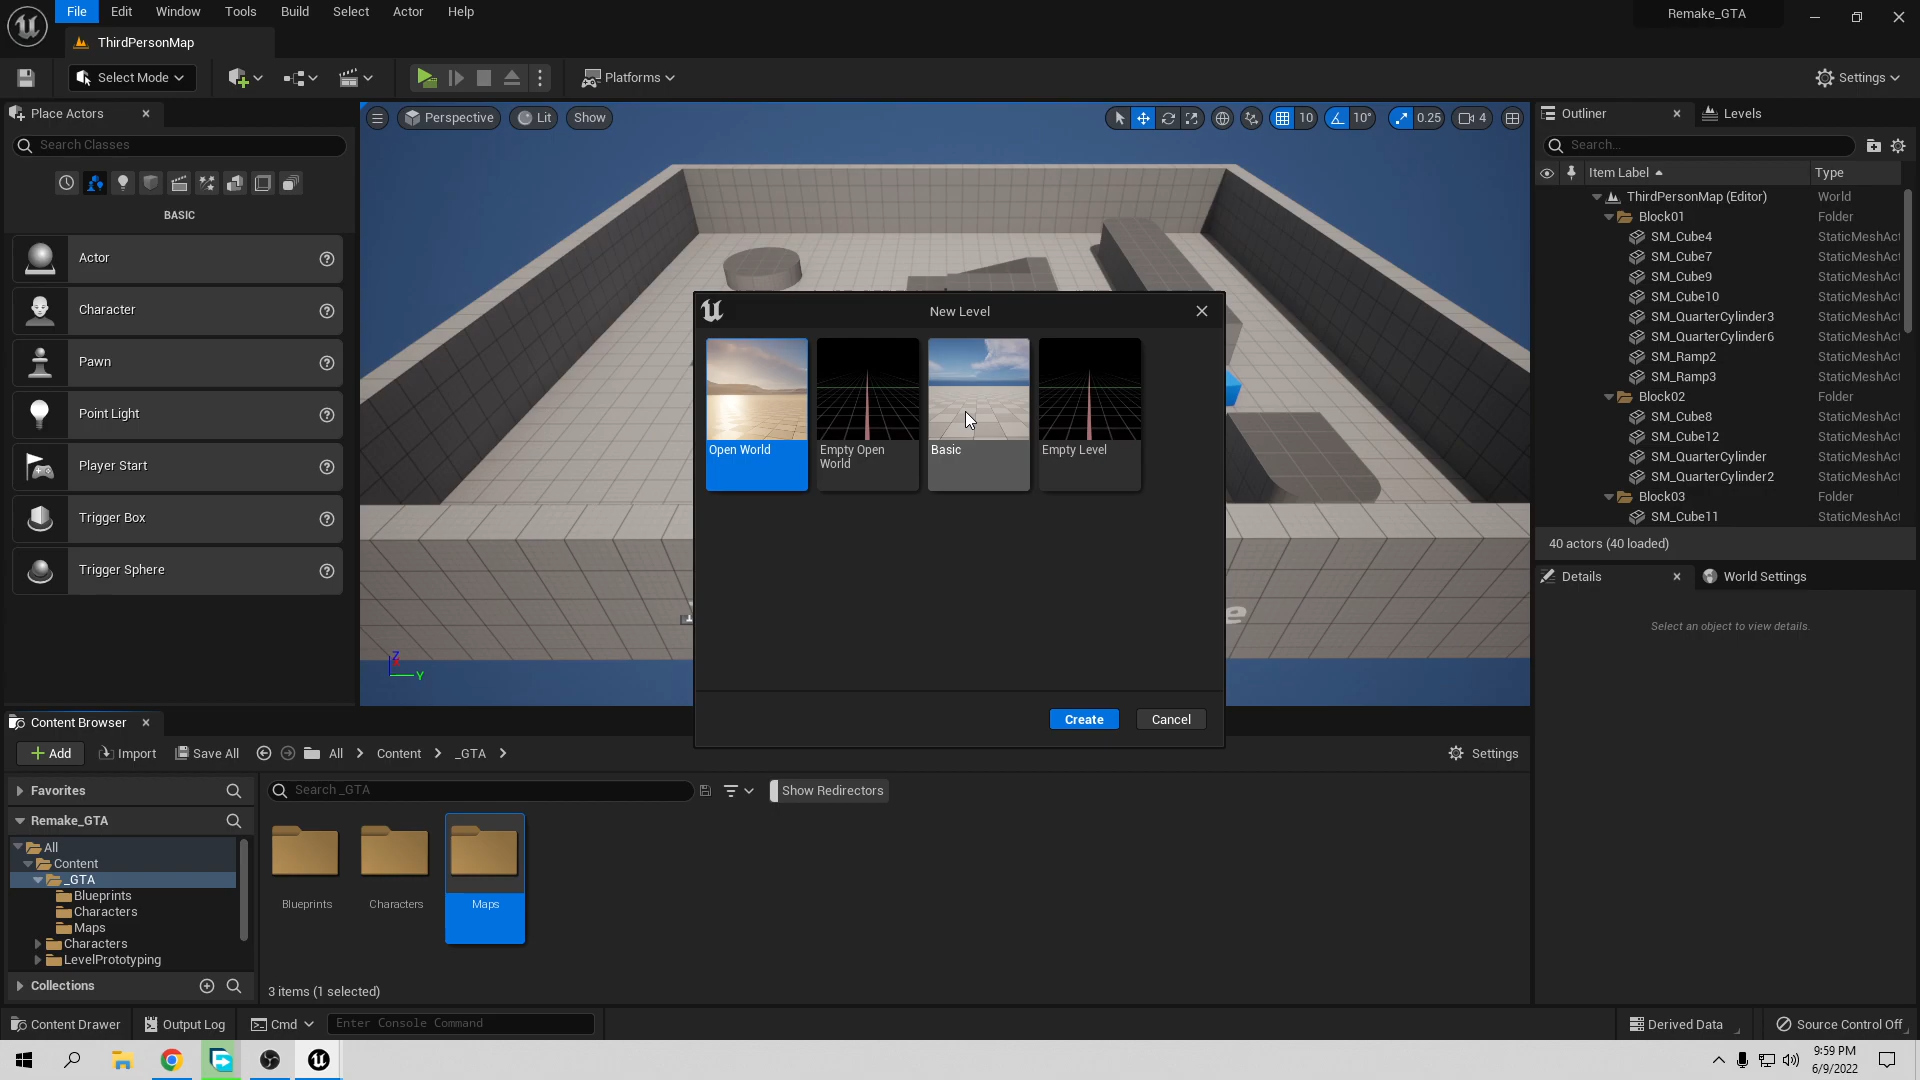 File Edit Window Tools Build Select Actor Help
Remake_GTA
ThirdPersonMap
Select Mode
Platforms
Settings
Place Actors
Search Classes
BASIC
Actor
Character
Pawn
Point Light
Player Start
Trigger Box
Trigger Sphere
Perspective Lit Show
10 10° 0.25 4
New Level
Open World
Empty Open
World
Basic
Empty Level
Create Cancel
Z
Y
Outliner Levels
Search...
Item Label Type
ThirdPersonMap (Editor) World
Block01 Folder
SM_Cube4 StaticMeshAct
SM_Cube7 StaticMeshAct
SM_Cube9 StaticMeshAct
SM_Cube10 StaticMeshAct
SM_QuarterCylinder3 StaticMeshAct
SM_QuarterCylinder6 StaticMeshAct
SM_Ramp2 StaticMeshAct
SM_Ramp3 StaticMeshAct
Block02 Folder
SM_Cube8 StaticMeshAct
SM_Cube12 StaticMeshAct
SM_QuarterCylinder StaticMeshAct
SM_QuarterCylinder2 StaticMeshAct
Block03 Folder
SM_Cube11 StaticMeshAct
40 actors (40 loaded)
Details World Settings
Select an object to view details.
Content Browser
Add Import Save All All Content _GTA
Settings
Favorites
Search _GTA
Show Redirectors
Remake_GTA
All
Content
_GTA
Blueprints
Characters
Maps
Characters
LevelPrototyping
Collections
Blueprints Characters Maps
3 items (1 selected)
Content Drawer Output Log Cmd Enter Console Command
Derived Data Source Control Off
9:59 PM
6/9/2022